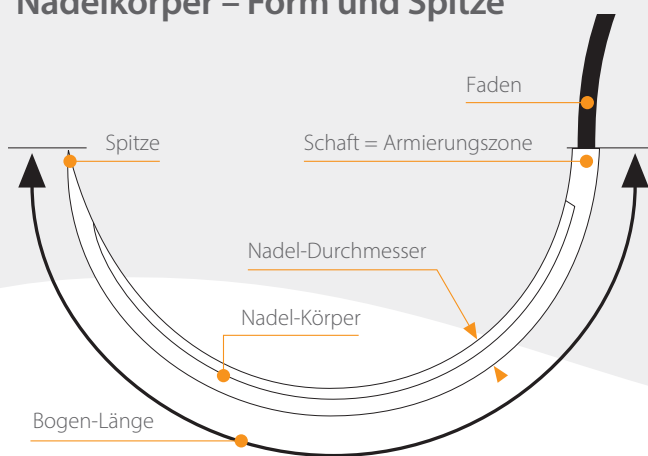 Nadelkörper – Form und Spitze
Faden
Spitze
Schaft = Armierungszone
Nadel-Durchmesser
Nadel-Körper
Bogen-Länge